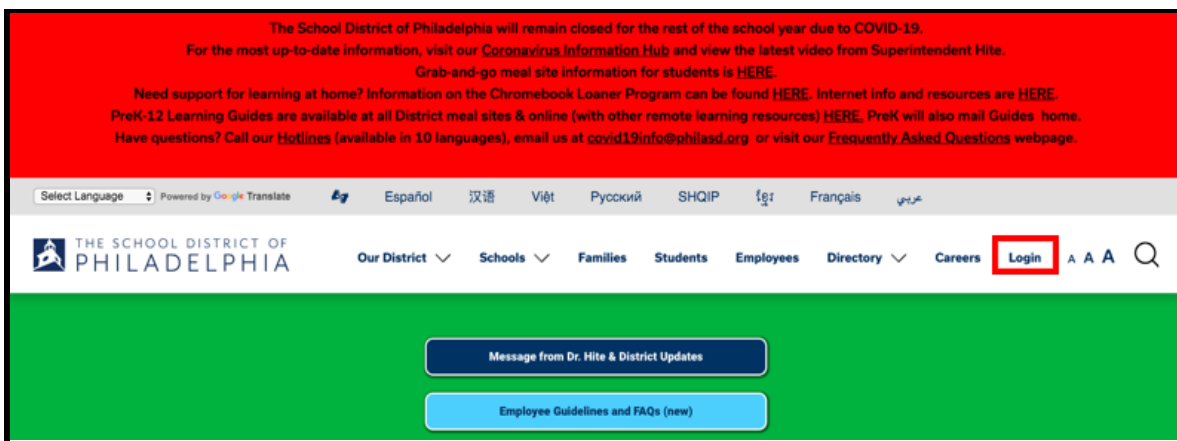 The School District of Philadelphia will remain closed for the rest of the school year due to COVID-19.
For the most up-to-date information, visit our Coronavirus Information Hub and view the latest video from Superintendent Hite.
Grab-and-go meal site information for students is HERE.
Need support for learning at home? Information on the Chromebook Loaner Program can be found HERE. Internet info and resources are HERE.
PreK-12 Learning Guides are available at all District meal sites & online (with other remote learning resources) HERE. PreK will also mail Guides home.
Have questions? Call our Hotlines (available in 10 languages), email us at covid19info@philasd.org or visit our Frequently Asked Questions webpage.
Select Language Powered by Google Translate Español 汉语 Việt Русский SHQIP ខ្មែរ Français عربي
THE SCHOOL DISTRICT OF
PHILADELPHIA
Our District Schools Families Students Employees Directory Careers Login A A A
Message from Dr. Hite & District Updates
Employee Guidelines and FAQs (new)